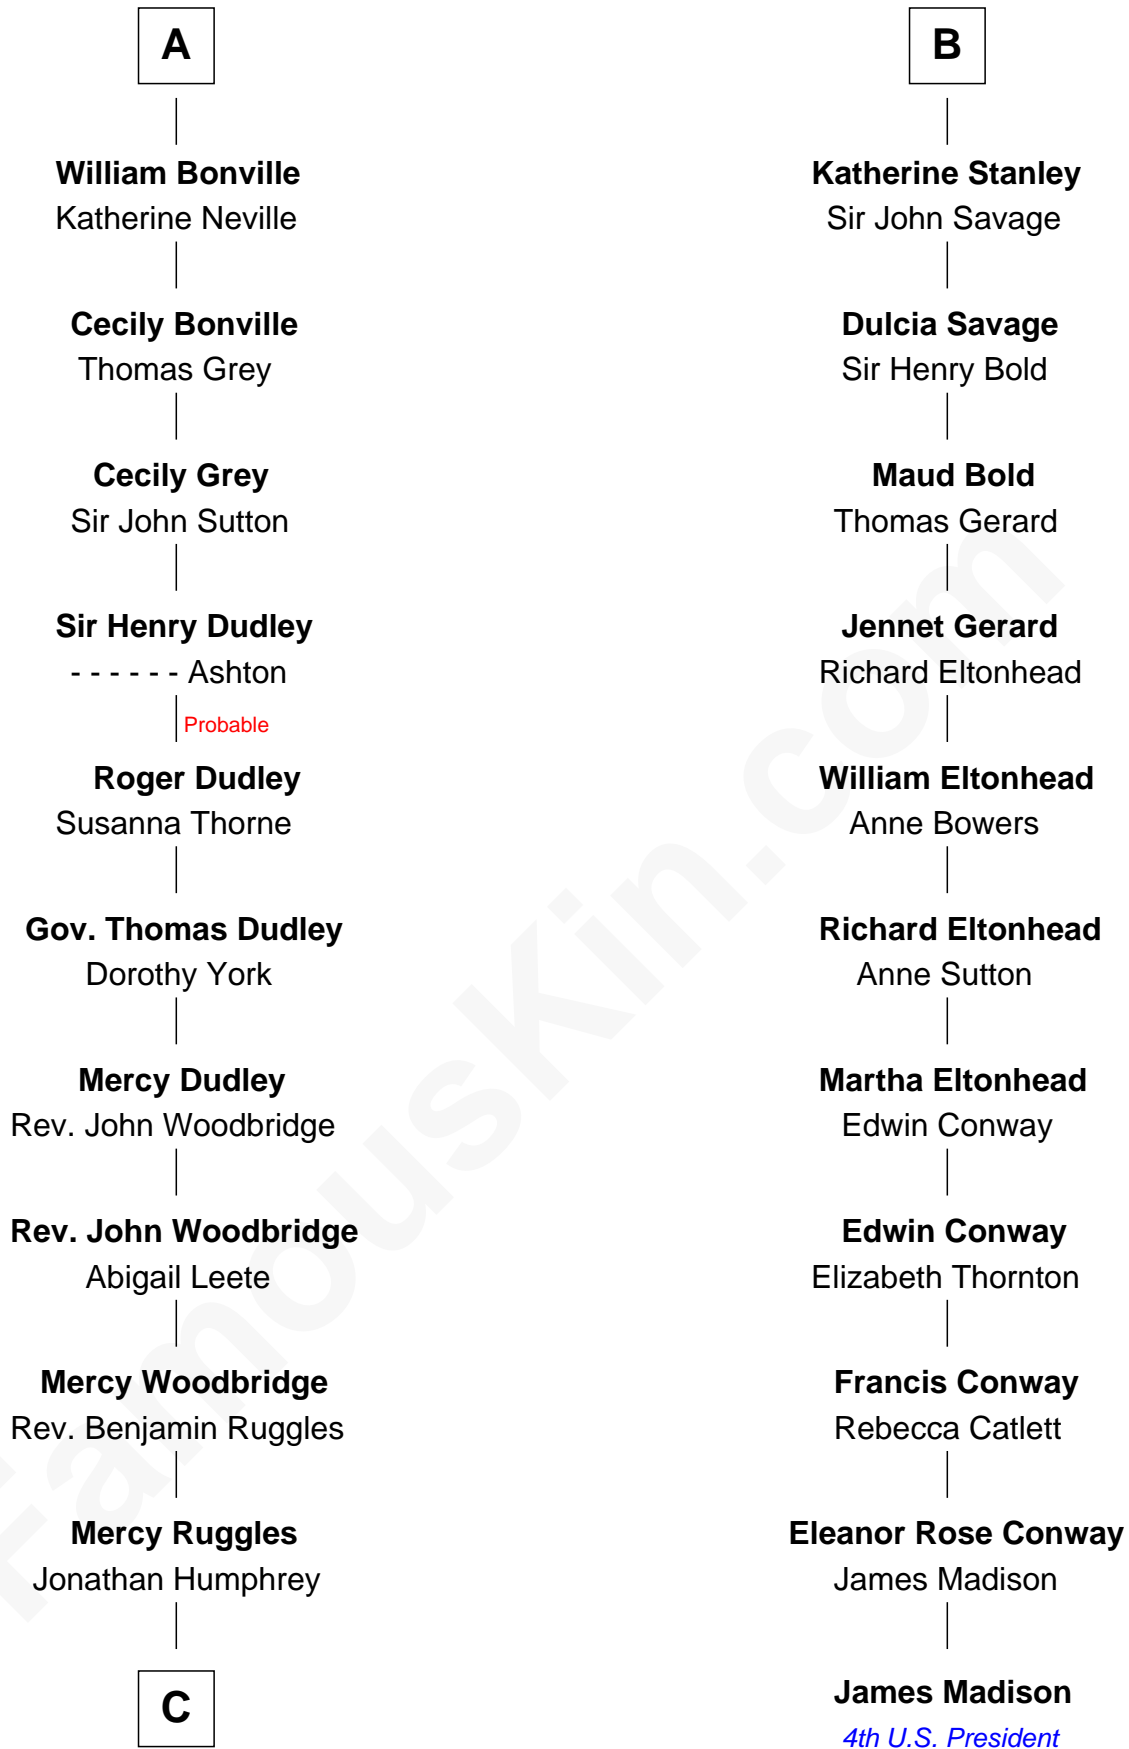 A
William Bonville
Katherine Neville
Cecily Bonville
Thomas Grey
Cecily Grey
Sir John Sutton
Sir Henry Dudley
- - - - - - Ashton
Probable
Roger Dudley
Susanna Thorne
Gov. Thomas Dudley
Dorothy York
Mercy Dudley
Rev. John Woodbridge
Rev. John Woodbridge
Abigail Leete
Mercy Woodbridge
Rev. Benjamin Ruggles
Mercy Ruggles
Jonathan Humphrey
C
B
Katherine Stanley
Sir John Savage
Dulcia Savage
Sir Henry Bold
Maud Bold
Thomas Gerard
Jennet Gerard
Richard Eltonhead
William Eltonhead
Anne Bowers
Richard Eltonhead
Anne Sutton
Martha Eltonhead
Edwin Conway
Edwin Conway
Elizabeth Thornton
Francis Conway
Rebecca Catlett
Eleanor Rose Conway
James Madison
James Madison
4th U.S. President
FamousKin.com